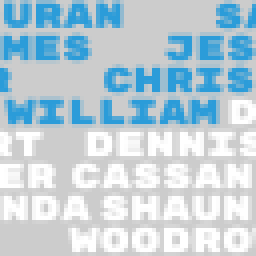 URAN SA
MES JES
R CHRIS
WILLIAM D
RT DENNIS
ER CASSAN
NDA SHAUN
WOODRO